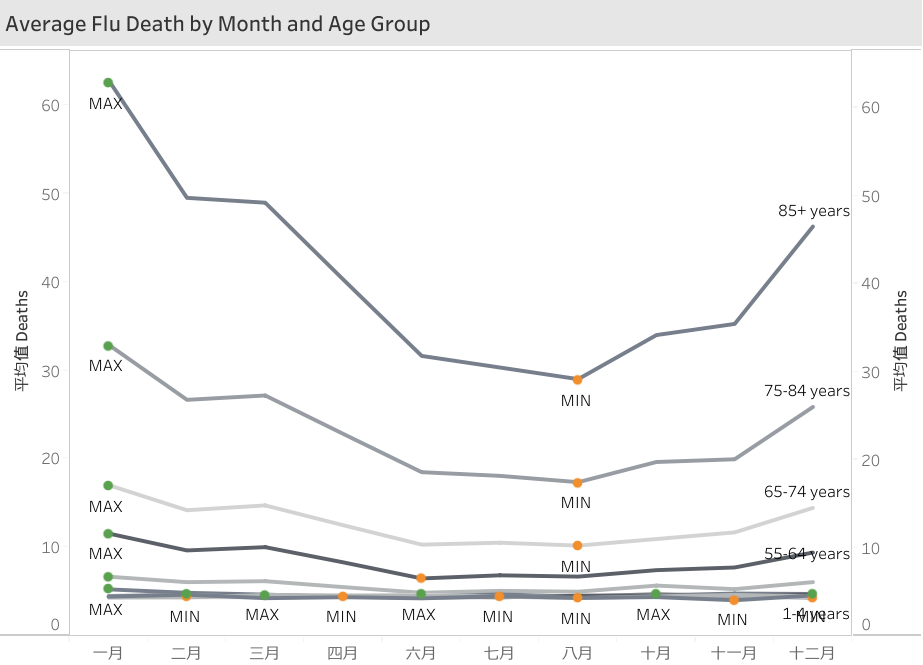 Average Flu Death by Month and Age Group
60
60
MAX
50
50
85+ years
40
40
平均值 Deaths
平均值 Deaths
30
30
MAX
75-84 years
MIN
20
20
65-74 years
MAX
MIN
10
10
MAX
55-64 years
MIN
MAX
MIN
MAX
MIN
MAX
MIN
MIN
MAX
MIN
1-4 years
MIN
0
0
一月
二月
三月
四月
六月
七月
八月
十月
十一月
十二月